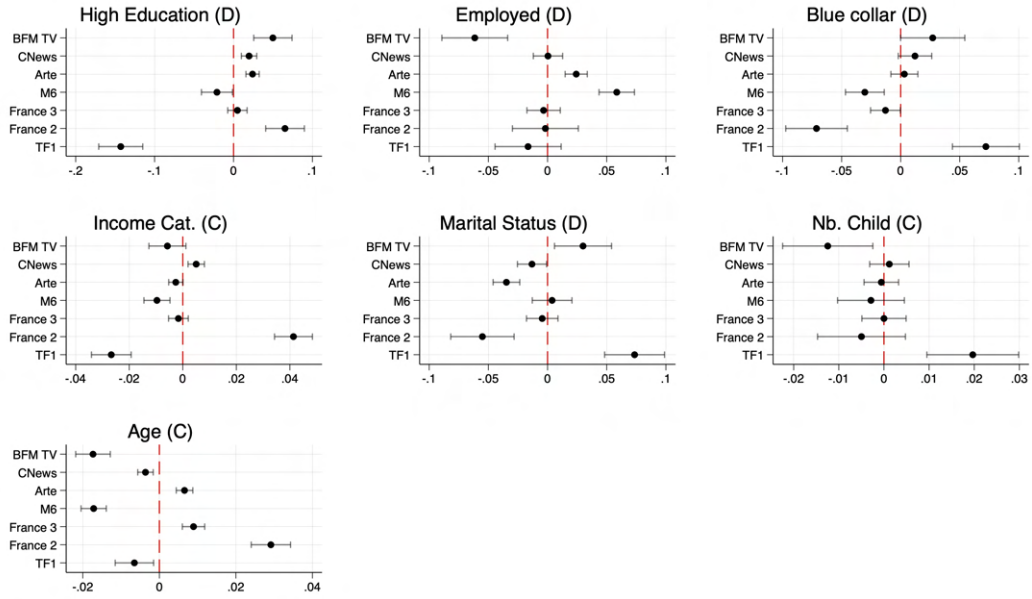 High Education (D)
BFM TV
CNews
Arte
M6
France 3
France 2
TF1
-.2 -.1 0 .1
Employed (D)
BFM TV
CNews
Arte
M6
France 3
France 2
TF1
-.1 -.05 0 .05 .1
Blue collar (D)
BFM TV
CNews
Arte
M6
France 3
France 2
TF1
-.1 -.05 0 .05 .1
Income Cat. (C)
BFM TV
CNews
Arte
M6
France 3
France 2
TF1
-.04 -.02 0 .02 .04
Marital Status (D)
BFM TV
CNews
Arte
M6
France 3
France 2
TF1
-.1 -.05 0 .05 .1
Nb. Child (C)
BFM TV
CNews
Arte
M6
France 3
France 2
TF1
-.02 -.01 0 .01 .02 .03
Age (C)
BFM TV
CNews
Arte
M6
France 3
France 2
TF1
-.02 0 .02 .04